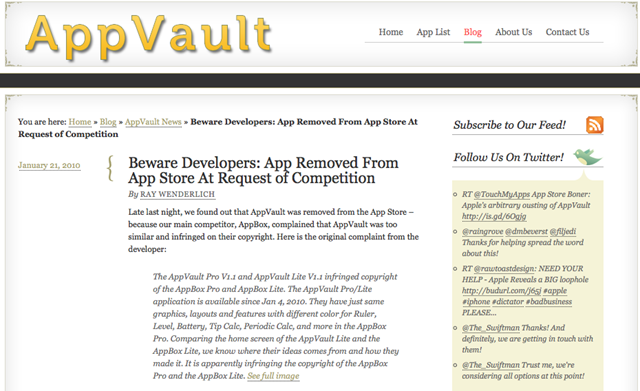 AppVault
Home App List Blog About Us Contact Us
You are here: Home » Blog » AppVault News » Beware Developers: App Removed From App Store At
Request of Competition
January 21, 2010
{
Beware Developers: App Removed From
App Store At Request of Competition
By RAY WENDERLICH
Late last night, we found out that AppVault was removed from the App Store –
because our main competitor, AppBox, complained that AppVault was too
similar and infringed on their copyright. Here is the original complaint from the
developer:
The AppVault Pro V1.1 and AppVault Lite V1.1 infringed copyright
of the AppBox Pro and AppBox Lite. The AppVault Pro/Lite
application is available since Jan 4, 2010. They have just same
graphics, layouts and features with different color for Ruler,
Level, Battery, Tip Calc, Periodic Calc, and more in the AppBox
Pro. Comparing the home screen of the AppVault Lite and the
AppBox Lite, we know where their ideas comes from and how they
made it. It is apparently infringing the copyright of the AppBox
Pro and the AppBox Lite. See full image
Subscribe to Our Feed!
Follow Us On Twitter!
RT @TouchMyApps App Store Boner:
Apple's arbitrary ousting of AppVault
http://is.gd/6Ogjg
@raingrove @dmbeverst @filjedi
Thanks for helping spread the word
about this!
RT @rawtoastdesign: NEED YOUR
HELP - Apple Reveals a BIG loophole
http://budurl.com/j65j #apple
#iphone #dictator #badbusiness
PLEASE...
@The_Swiftman Thanks! And
definitely, we are getting in touch with
them!
@The_Swiftman Trust me, we're
considering all options at this point!